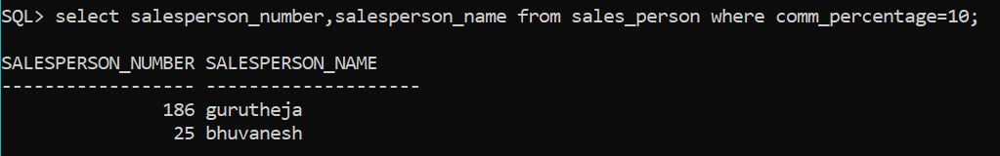 SQL> select salesperson_number,salesperson_name from sales_person where comm_percentage=10;
SALESPERSON_NUMBER SALESPERSON_NAME
------------------ --------------------
186 gurutheja
25 bhuvanesh